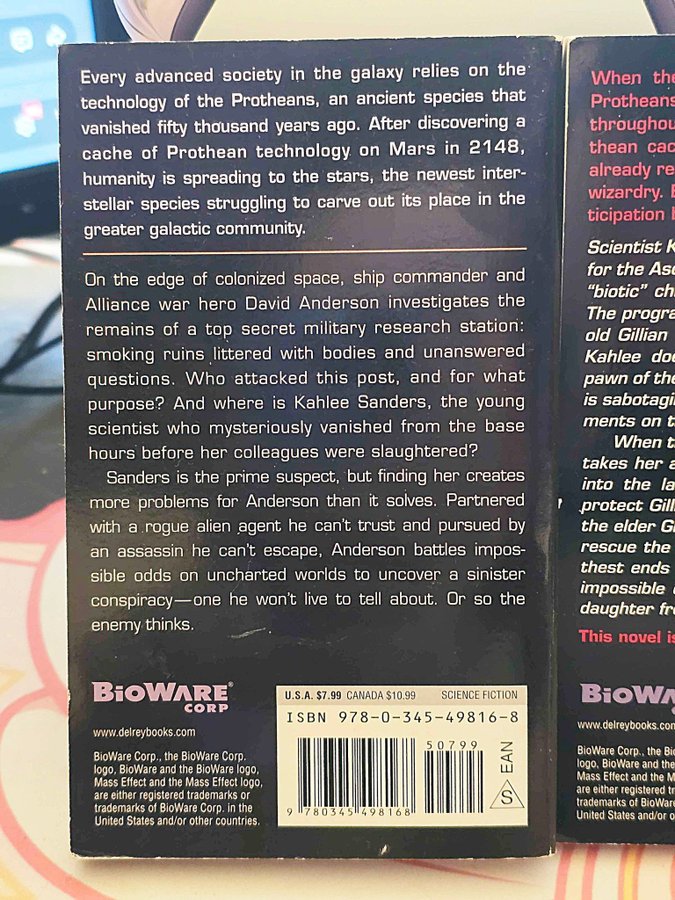 Every advanced society in the galaxy relies on the
technology of the Protheans, an ancient species that
vanished fifty thousand years ago. After discovering a
cache of Prothean technology on Mars in 2148,
humanity is spreading to the stars, the newest inter-
stellar species struggling to carve out its place in the
greater galactic community.
On the edge of colonized space, ship commander and
Alliance war hero David Anderson investigates the
remains of a top secret military research station:
smoking ruins littered with bodies and unanswered
questions. Who attacked this post, and for what
purpose? And where is Kahlee Sanders, the young
scientist who mysteriously vanished from the base
hours before her colleagues were slaughtered?
Sanders is the prime suspect, but finding her creates
more problems for Anderson than it solves. Partnered
with a rogue alien agent he can't trust and pursued by
an assassin he can't escape, Anderson battles impos-
sible odds on uncharted worlds to uncover a sinister
conspiracy—one he won't live to tell about. Or so the
enemy thinks.
BIOWARE®
CORP
www.delreybooks.com
BioWare Corp., the BioWare Corp.
logo, BioWare and the BioWare logo,
Mass Effect and the Mass Effect logo,
are either registered trademarks or
trademarks of BioWare Corp. in the
United States and/or other countries.
U.S.A. $7.99 CANADA $10.99 SCIENCE FICTION
ISBN 978-0-345-49816-8
50799
9 780345 498168
S EAN
When the
Protheans
throughou
thean cac
already re
wizardry. E
ticipation
Scientist K
for the Asc
"biotic" chi
The progra
old Gillian
Kahlee doe
pawn of the
is sabotagin
ments on t
When t
takes her a
into the la
protect Gill
the elder G
rescue the
thest ends
impossible
daughter fro
This novel is
BIOWA
www.delreybooks.com
BioWare Corp., the Bio
logo, BioWare and the
Mass Effect and the M
are either registered tr
trademarks of BioWare
United States and/or o